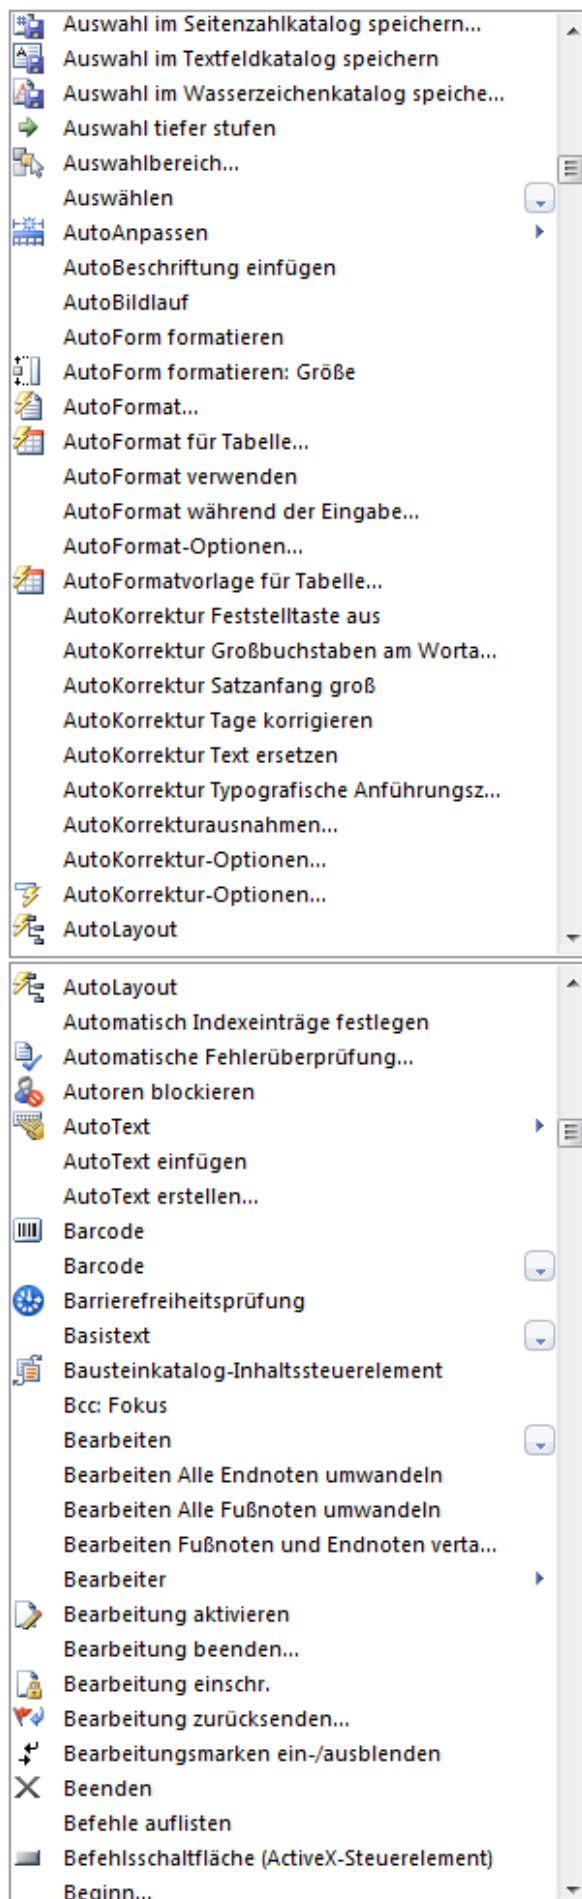 Auswahl im Seitenzahlkatalog speichern...
Auswahl im Textfeldkatalog speichern
Auswahl im Wasserzeichenkatalog speiche...
Auswahl tiefer stufen
Auswahlbereich...
Auswählen
AutoAnpassen
AutoBeschriftung einfügen
AutoBildlauf
AutoForm formatieren
AutoForm formatieren: Größe
AutoFormat...
AutoFormat für Tabelle...
AutoFormat verwenden
AutoFormat während der Eingabe...
AutoFormat-Optionen...
AutoFormatvorlage für Tabelle...
AutoKorrektur Feststelltaste aus
AutoKorrektur Großbuchstaben am Worta...
AutoKorrektur Satzanfang groß
AutoKorrektur Tage korrigieren
AutoKorrektur Text ersetzen
AutoKorrektur Typografische Anführungsz...
AutoKorrekturausnahmen...
AutoKorrektur-Optionen...
AutoKorrektur-Optionen...
AutoLayout
AutoLayout
Automatisch Indexeinträge festlegen
Automatische Fehlerüberprüfung...
Autoren blockieren
AutoText
AutoText einfügen
AutoText erstellen...
Barcode
Barcode
Barrierefreiheitsprüfung
Basistext
Bausteinkatalog-Inhaltssteuerelement
Bcc: Fokus
Bearbeiten
Bearbeiten Alle Endnoten umwandeln
Bearbeiten Alle Fußnoten umwandeln
Bearbeiten Fußnoten und Endnoten verta...
Bearbeiter
Bearbeitung aktivieren
Bearbeitung beenden...
Bearbeitung einschr.
Bearbeitung zurücksenden...
Bearbeitungsmarken ein-/ausblenden
Beenden
Befehle auflisten
Befehlsschaltfläche (ActiveX-Steuerelement)
Beginn...